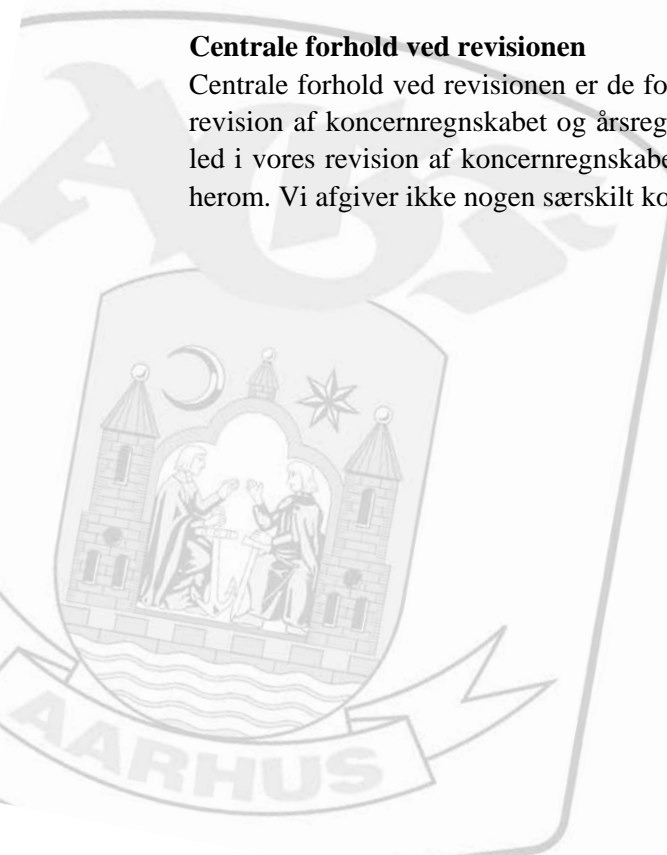 AGF
Centrale forhold ved revisionen
Centrale forhold ved revisionen er de fo
revision af koncernregnskabet og årsreg
led i vores revision af koncernregnskabe
herom. Vi afgiver ikke nogen særskilt ko
AARHUS